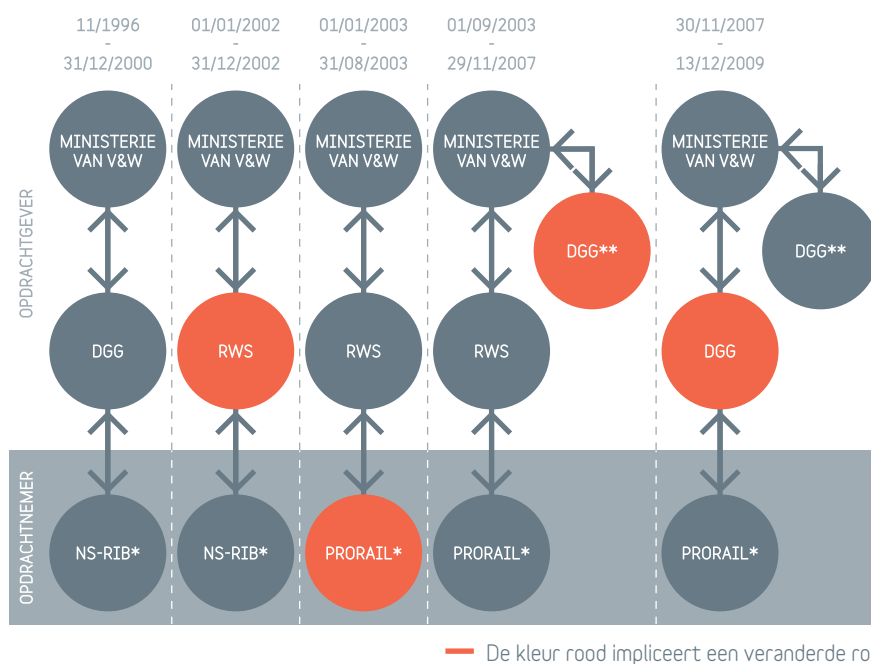 11/1996
-
31/12/2000
01/01/2002
-
31/12/2002
01/01/2003
-
31/08/2003
01/09/2003
-
29/11/2007
30/11/2007
-
13/12/2009
OPDRACHTGEVER
MINISTERIE
VAN V&W
MINISTERIE
VAN V&W
MINISTERIE
VAN V&W
MINISTERIE
VAN V&W
MINISTERIE
VAN V&W
DGG**
DGG**
DGG
RWS
RWS
RWS
DGG
OPDRACHTNEMER
NS-RIB*
NS-RIB*
PRORAIL*
PRORAIL*
PRORAIL*
De kleur rood impliceert een veranderde ro